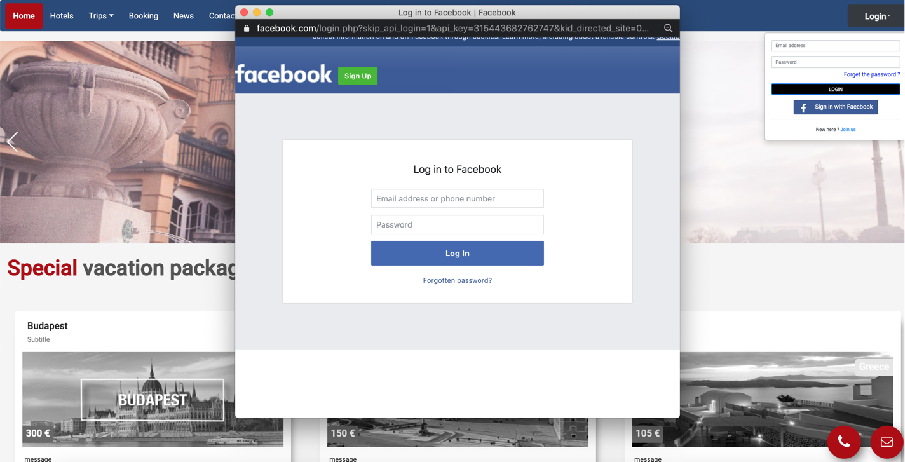 Home Hotels Trips Booking News Contac
Login
Log in to Facebook | Facebook
facebook.com/login.php?skip_api_login=1&api_key=315443682762747&kid_directed_site=0...
facebook
Sign Up
Log in to Facebook
Email address or phone number
Password
Log In
Forgotten password?
Email address
Password
Forget the password ?
LOGIN
f Sign in with Facebook
New here ? Join us
Special vacation packag
Budapest
Subtitle
BUDAPEST
300 €
message
150 €
message
Greece
105 €
message